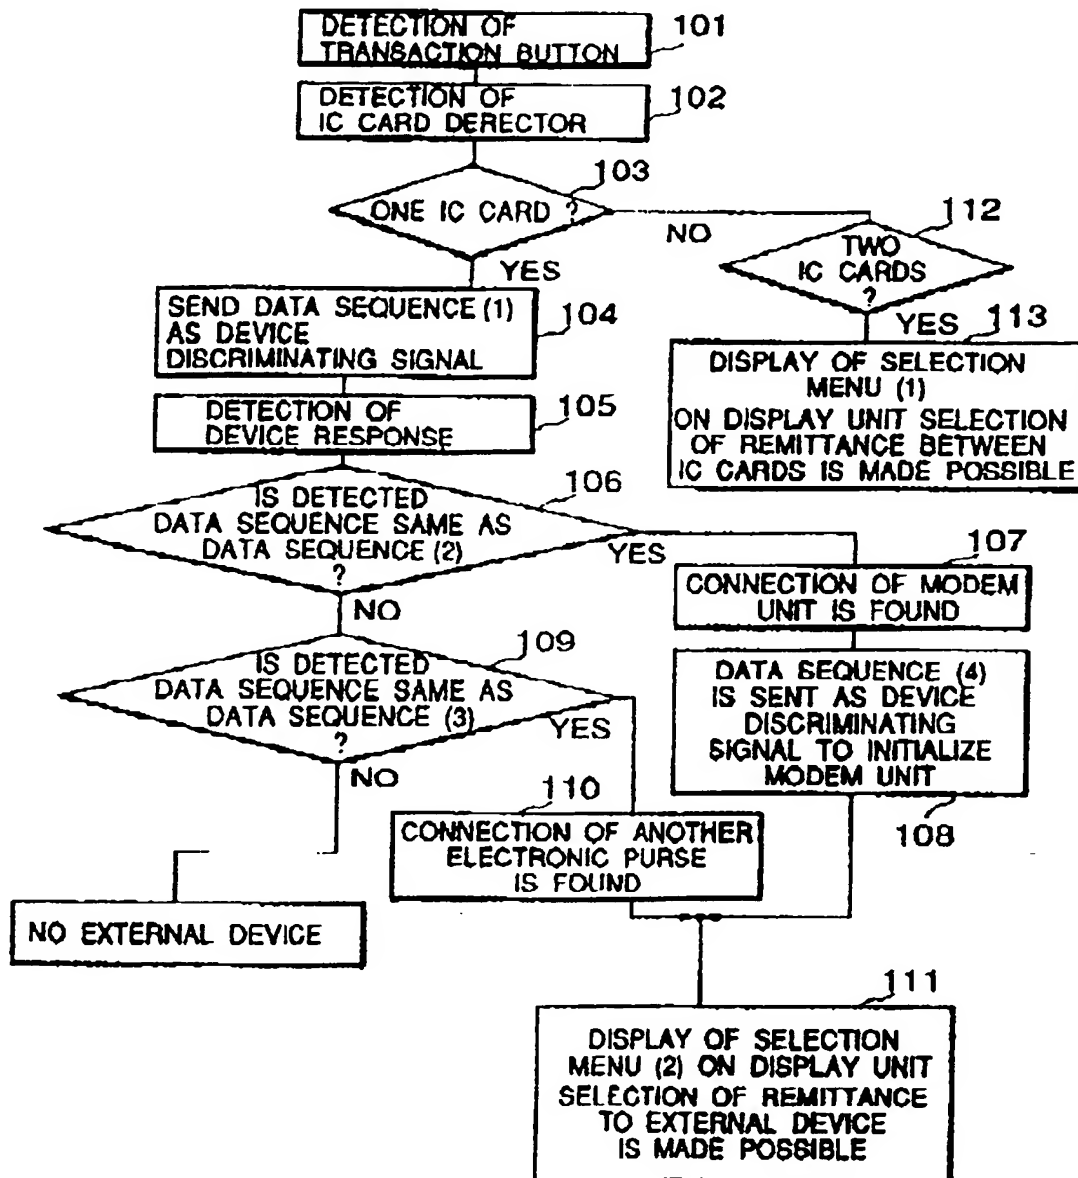 DETECTION OF
TRANSACTION BUTTON
101
DETECTION OF
IC CARD DERECTOR
102
103
ONE IC CARD ?
NO
YES
112
TWO
IC CARDS
?
YES
113
SEND DATA SEQUENCE (1)
AS DEVICE
DISCRIMINATING SIGNAL
104
DISPLAY OF SELECTION
MENU (1)
ON DISPLAY UNIT SELECTION
OF REMITTANCE BETWEEN
IC CARDS IS MADE POSSIBLE
DETECTION OF
DEVICE RESPONSE
105
106
IS DETECTED
DATA SEQUENCE SAME AS
DATA SEQUENCE (2)
?
YES
NO
107
CONNECTION OF MODEM
UNIT IS FOUND
109
IS DETECTED
DATA SEQUENCE SAME AS
DATA SEQUENCE (3)
?
YES
NO
DATA SEQUENCE (4)
IS SENT AS DEVICE
DISCRIMINATING
SIGNAL TO INITIALIZE
MODEM UNIT
108
110
CONNECTION OF ANOTHER
ELECTRONIC PURSE
IS FOUND
NO EXTERNAL DEVICE
111
DISPLAY OF SELECTION
MENU (2) ON DISPLAY UNIT
SELECTION OF REMITTANCE
TO EXTERNAL DEVICE
IS MADE POSSIBLE